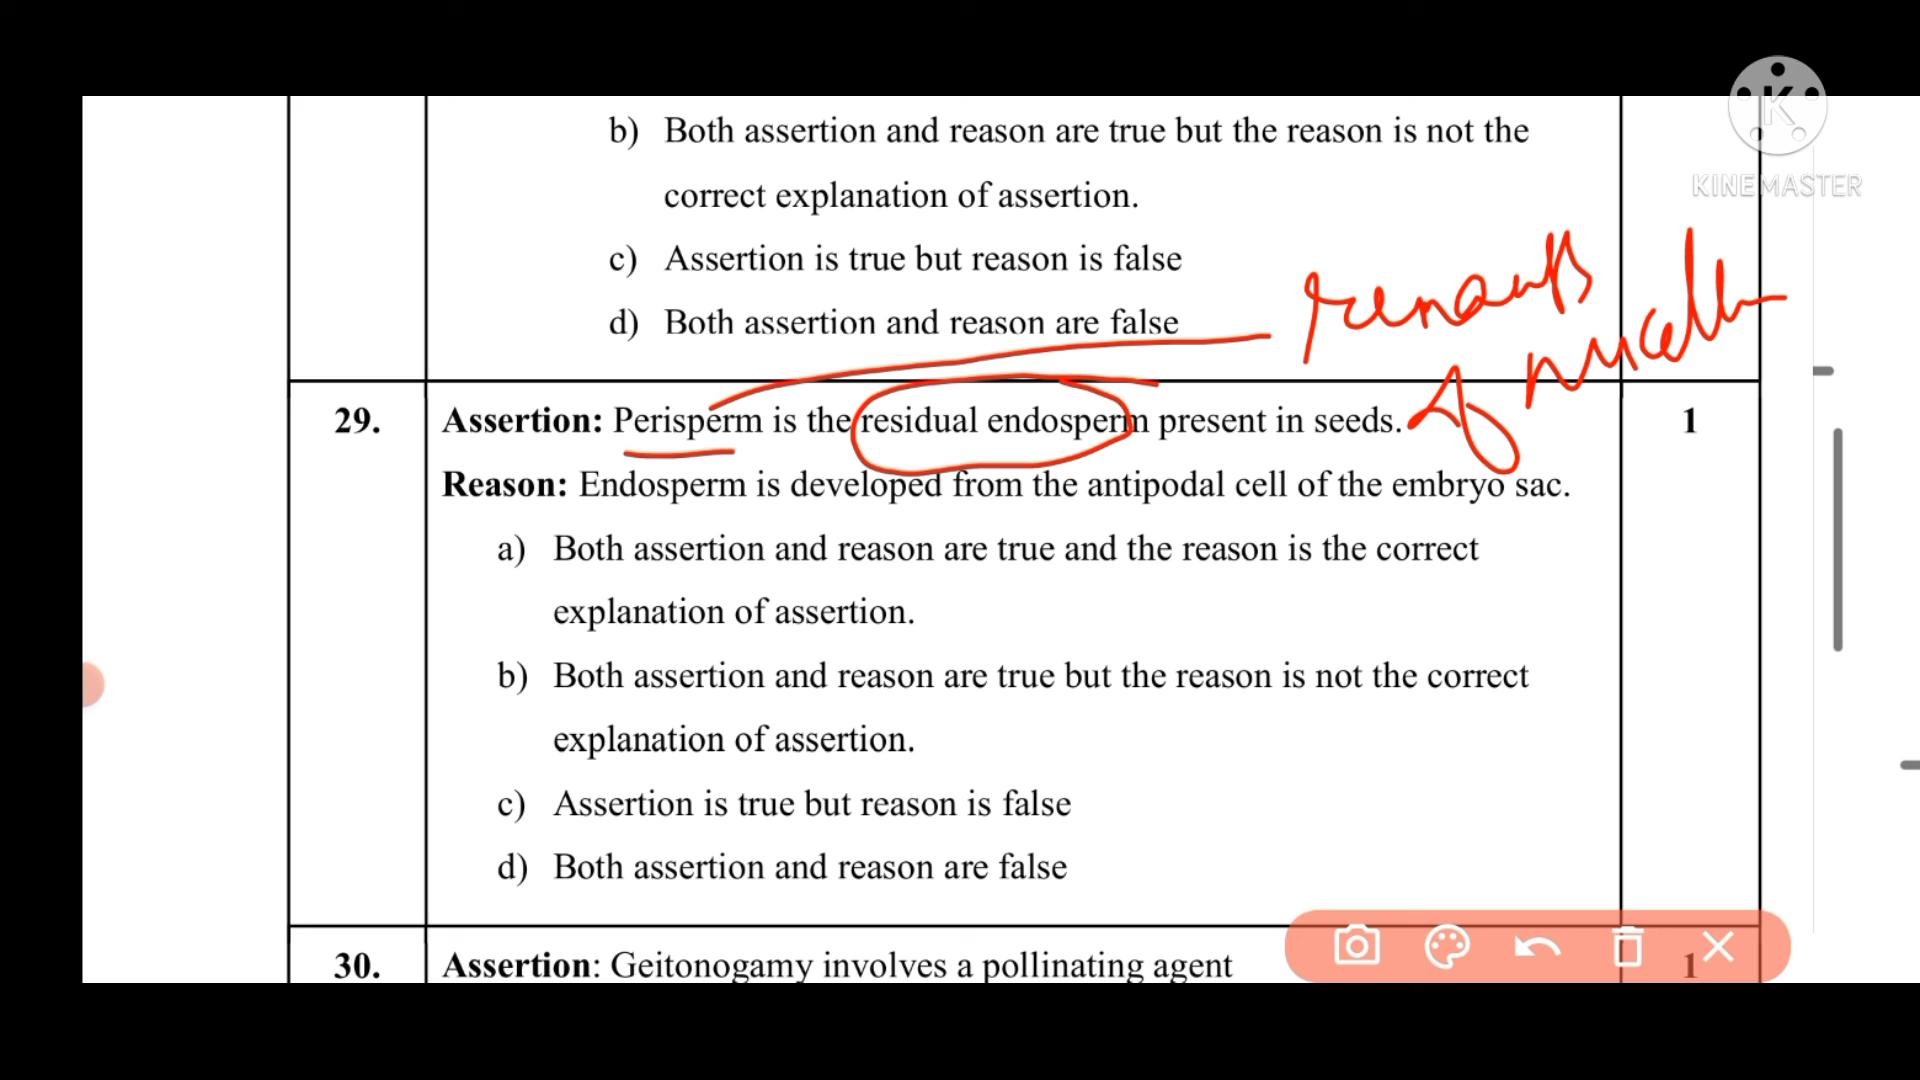 b) Both assertion and reason are true but the reason is not the
correct explanation of assertion.
c) Assertion is true but reason is false
d) Both assertion and reason are false
KINEMASTER
29. Assertion: Perisperm is the residual endosperm present in seeds. 1
Reason: Endosperm is developed from the antipodal cell of the embryo sac.
a) Both assertion and reason are true and the reason is the correct
explanation of assertion.
b) Both assertion and reason are true but the reason is not the correct
explanation of assertion.
c) Assertion is true but reason is false
d) Both assertion and reason are false
30. Assertion: Geitonogamy involves a pollinating agent 1